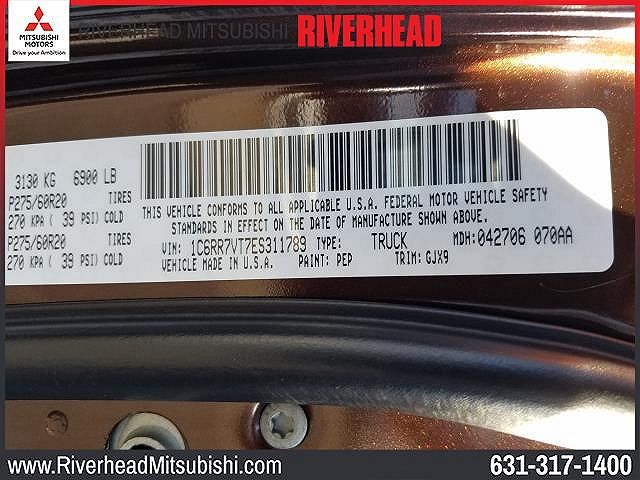 MITSUBISHI
MOTORS
Drive your Ambition
RIVERHEAD MITSUBISHI
RIVERHEAD
3130 KG 6900 LB
P275/60R20 TIRES
270 KPA ( 39 PSI) COLD
P275/60R20 TIRES
270 KPA ( 39 PSI) COLD
THIS VEHICLE CONFORMS TO ALL APPLICABLE U.S.A. FEDERAL MOTOR VEHICLE SAFETY
STANDARDS IN EFFECT ON THE DATE OF MANUFACTURE SHOWN ABOVE.
VIN: 1C6RR7VT7ES311789 TYPE: TRUCK MDH: 042706 070AA
VEHICLE MADE IN U.S.A. PAINT: PEP TRIM: GJX9
www.RiverheadMitsubishi.com 631-317-1400